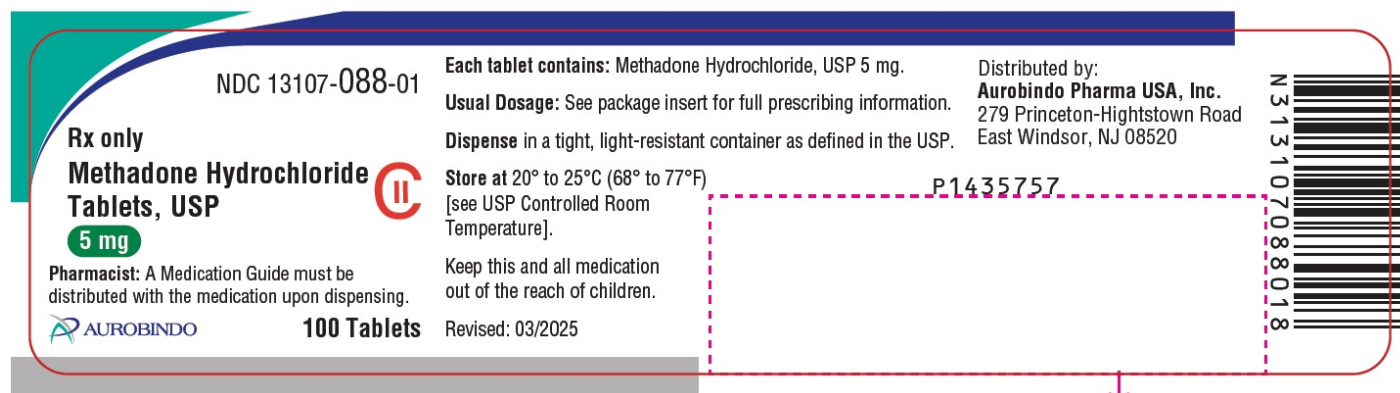 NDC 13107-088-01
Rx only
Methadone Hydrochloride
Tablets, USP
CII
5 mg
Pharmacist: A Medication Guide must be
distributed with the medication upon dispensing.
AUROBINDO
100 Tablets
Each tablet contains: Methadone Hydrochloride, USP 5 mg.
Usual Dosage: See package insert for full prescribing information.
Dispense in a tight, light-resistant container as defined in the USP.
Store at 20° to 25°C (68° to 77°F)
[see USP Controlled Room
Temperature].
Keep this and all medication
out of the reach of children.
Revised: 03/2025
Distributed by:
Aurobindo Pharma USA, Inc.
279 Princeton-Hightstown Road
East Windsor, NJ 08520
P1435757
N313107088018